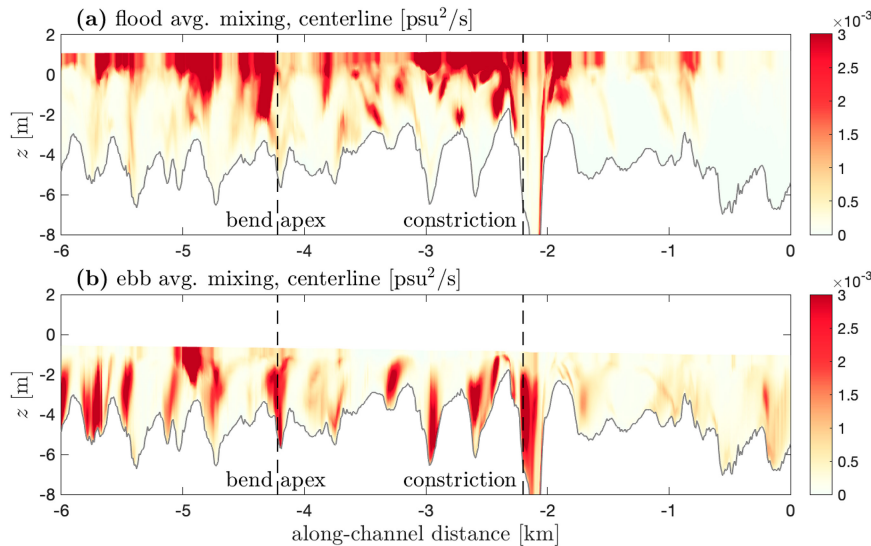 (a) flood avg. mixing, centerline [psu²/s]
×10⁻³
2
0
-2
-4
-6
-8
z [m]
bend apex
constriction
-6 -5 -4 -3 -2 -1 0
3
2.5
2
1.5
1
0.5
0
(b) ebb avg. mixing, centerline [psu²/s]
×10⁻³
2
0
-2
-4
-6
-8
z [m]
bend apex
constriction
-6 -5 -4 -3 -2 -1 0
along-channel distance [km]
3
2.5
2
1.5
1
0.5
0